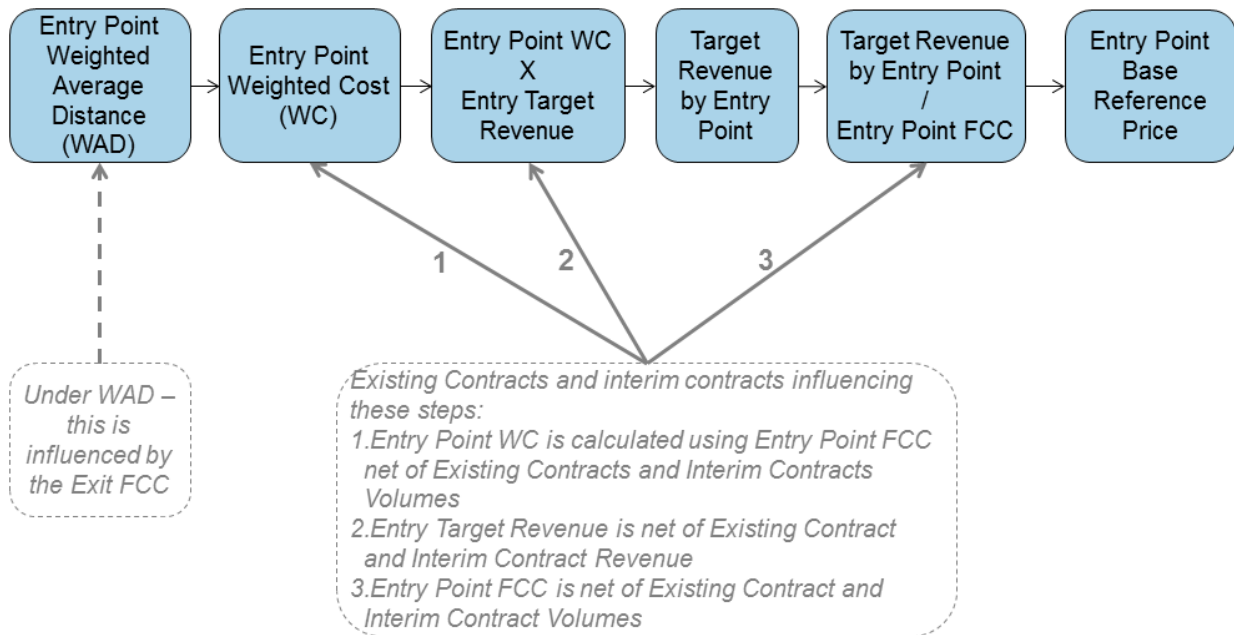 Entry Point
Weighted
Average
Distance
(WAD)
Entry Point
Weighted Cost
(WC)
Entry Point WC
X
Entry Target
Revenue
Target
Revenue
by Entry
Point
Target Revenue
by Entry Point
/
Entry Point FCC
Entry Point
Base
Reference
Price
1
2
3
Under WAD –
this is
influenced by
the Exit FCC
Existing Contracts and interim contracts influencing
these steps:
1.Entry Point WC is calculated using Entry Point FCC
net of Existing Contracts and Interim Contracts
Volumes
2.Entry Target Revenue is net of Existing Contract
and Interim Contract Revenue
3.Entry Point FCC is net of Existing Contract and
Interim Contract Volumes